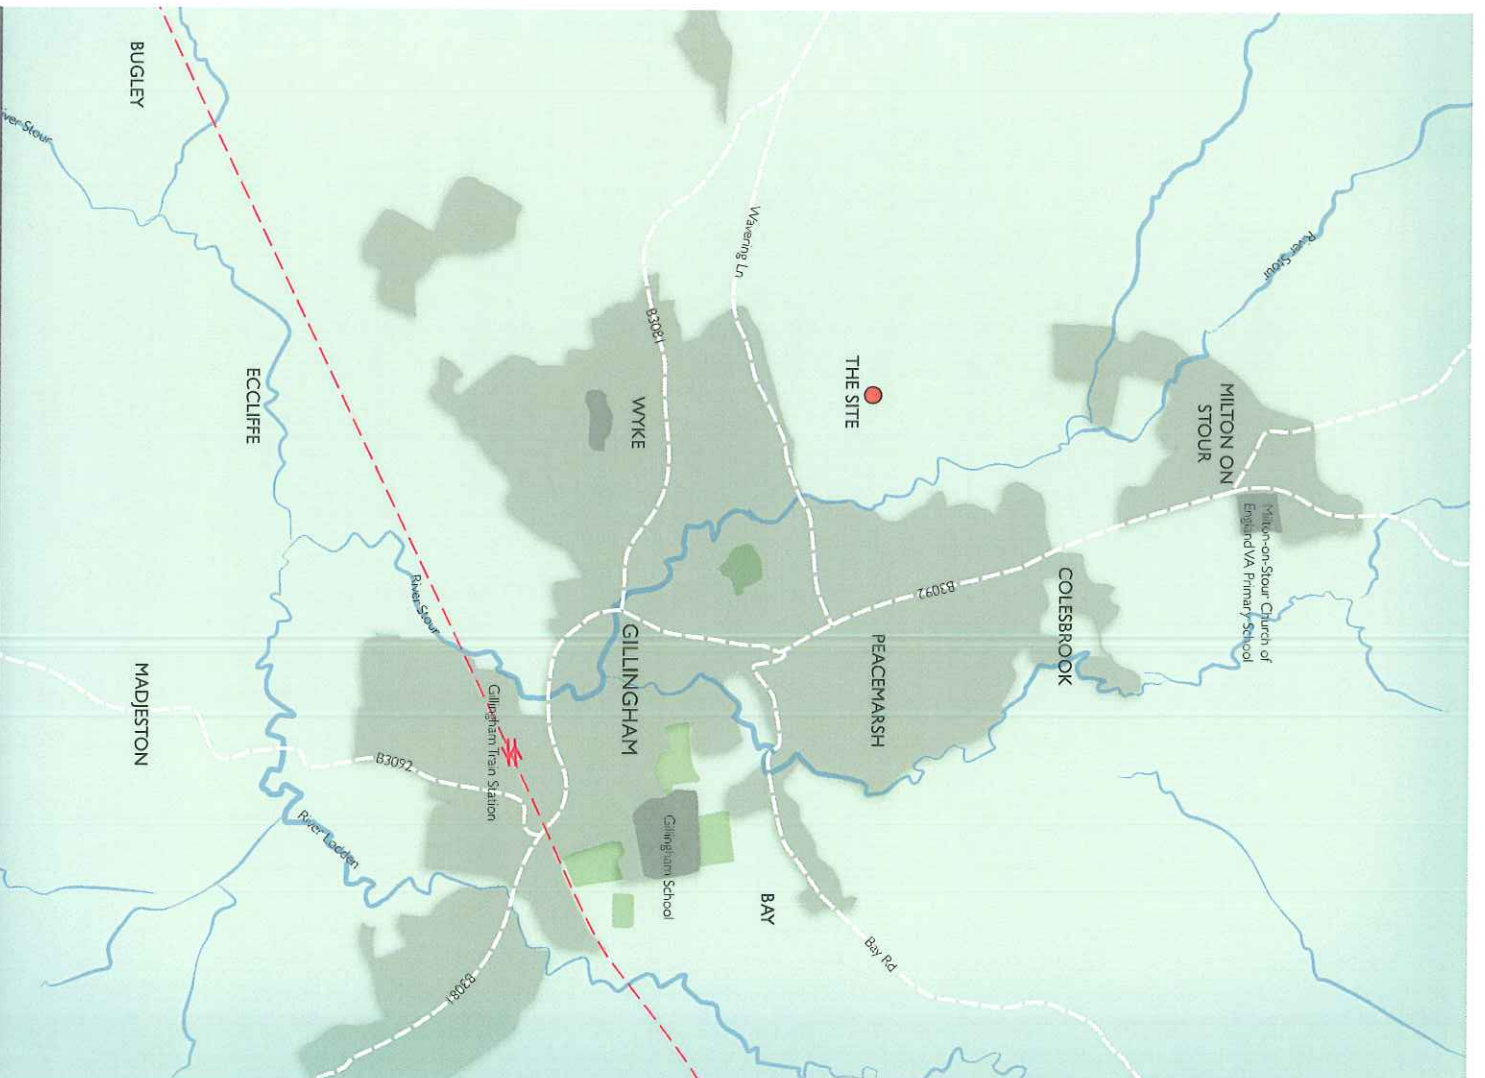 River Stour
MILTON ON
STOUR
Milton-on-Stour Church of
England VA Primary School
COLESBROOK
B3092
THE SITE
PEACEMARSH
Bay Rd
Wavering Ln
BAY
B3081
WYKE
GILLINGHAM
Gillingham School
Gillingham Train Station
River Stour
B3081
B3092
River Lodden
ECCLIFFE
MADJESTON
BUGLEY
iver Stour